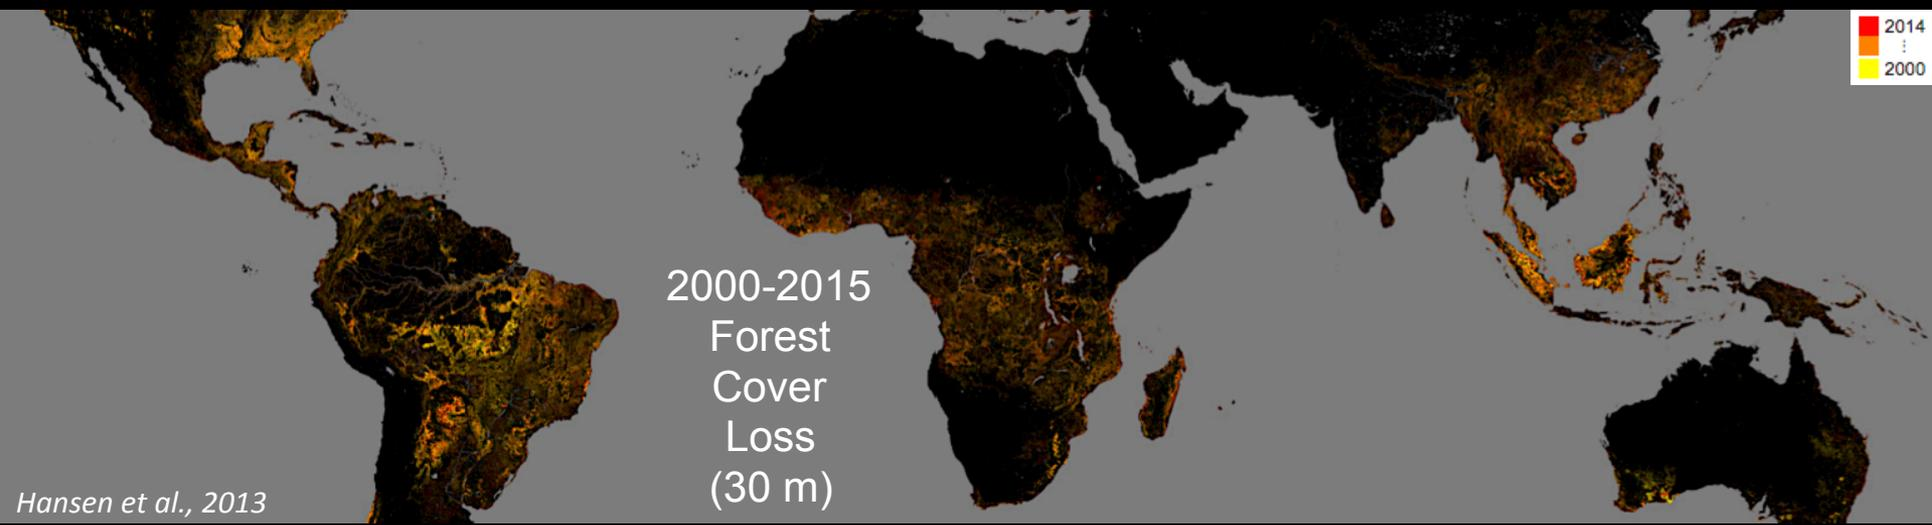 2014
⋮
2000
2000-2015
Forest
Cover
Loss
(30 m)
Hansen et al., 2013